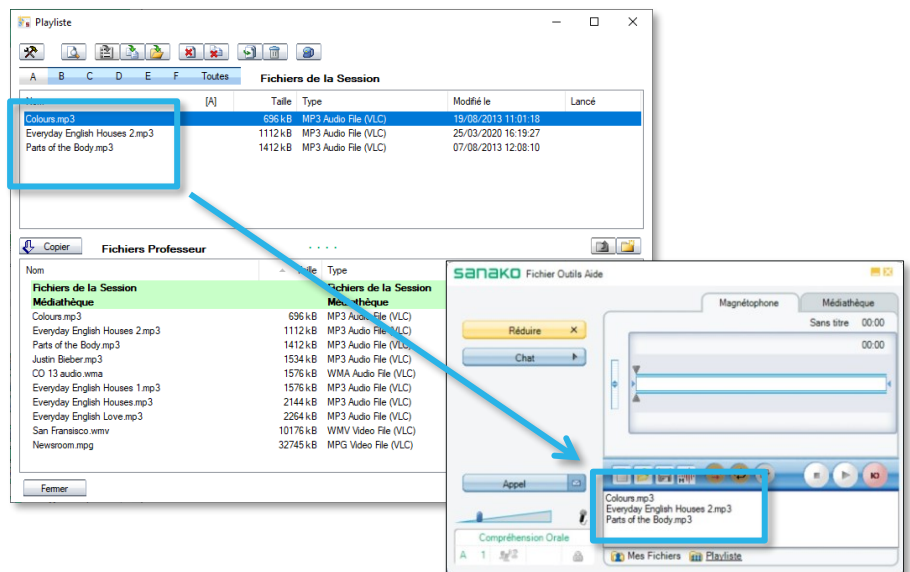 Playliste
A B C D E F Toutes Fichiers de la Session
[A] Taille Type Modifié le Lancé
Colours.mp3 696 kB MP3 Audio File (VLC) 19/08/2013 11:01:18
Everyday English Houses 2.mp3 1112 kB MP3 Audio File (VLC) 25/03/2020 16:19:27
Parts of the Body.mp3 1412 kB MP3 Audio File (VLC) 07/08/2013 12:08:10
Copier Fichiers Professeur
Nom Type
Fichiers de la Session Fichiers de la Session
Médiathèque Médiathèque
Colours.mp3 696 kB MP3 Audio File (VLC)
Everyday English Houses 2.mp3 1112 kB MP3 Audio File (VLC)
Parts of the Body.mp3 1412 kB MP3 Audio File (VLC)
Justin Bieber.mp3 1534 kB MP3 Audio File (VLC)
CO 13 audio.wma 1576 kB WMA Audio File (VLC)
Everyday English Houses 1.mp3 1576 kB MP3 Audio File (VLC)
Everyday English Houses.mp3 2144 kB MP3 Audio File (VLC)
Everyday English Love.mp3 2264 kB MP3 Audio File (VLC)
San Fransisco.wmv 10176 kB WMV Video File (VLC)
Newsroom.mpg 32745 kB MPG Video File (VLC)
Fermer
sanako Fichier Outils Aide
Magnétophone Médiathèque
Sans titre 00:00
00:00
Réduire
Chat
Appel
Colours.mp3
Everyday English Houses 2.mp3
Parts of the Body.mp3
Compréhension Orale
A 1
Mes Fichiers Playliste